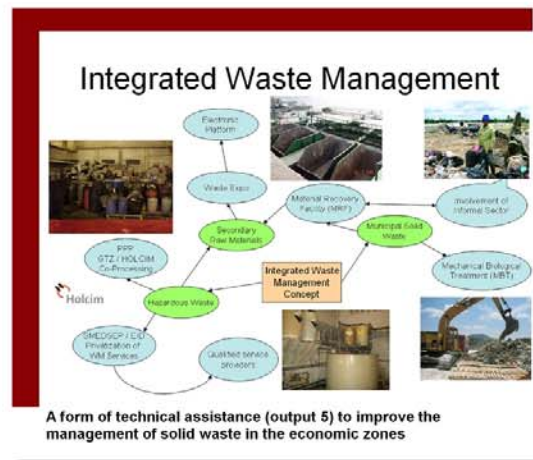 Integrated Waste Management
Electronic
Platform
Waste Expo
Material Recovery
Facility (MRF)
Involvement of
Informal Sector
Secondary
Raw Materials
Municipal Solid
Waste
PPP
GTZ / HOLCIM
Co-Processing
Integrated Waste
Management
Concept
Mechanical Biological
Treatment (MBT)
Holcim
Hazardous Waste
SMEDSEP / EID
Privatization of
WM Services
Qualified service
providers
A form of technical assistance (output 5) to improve the
management of solid waste in the economic zones